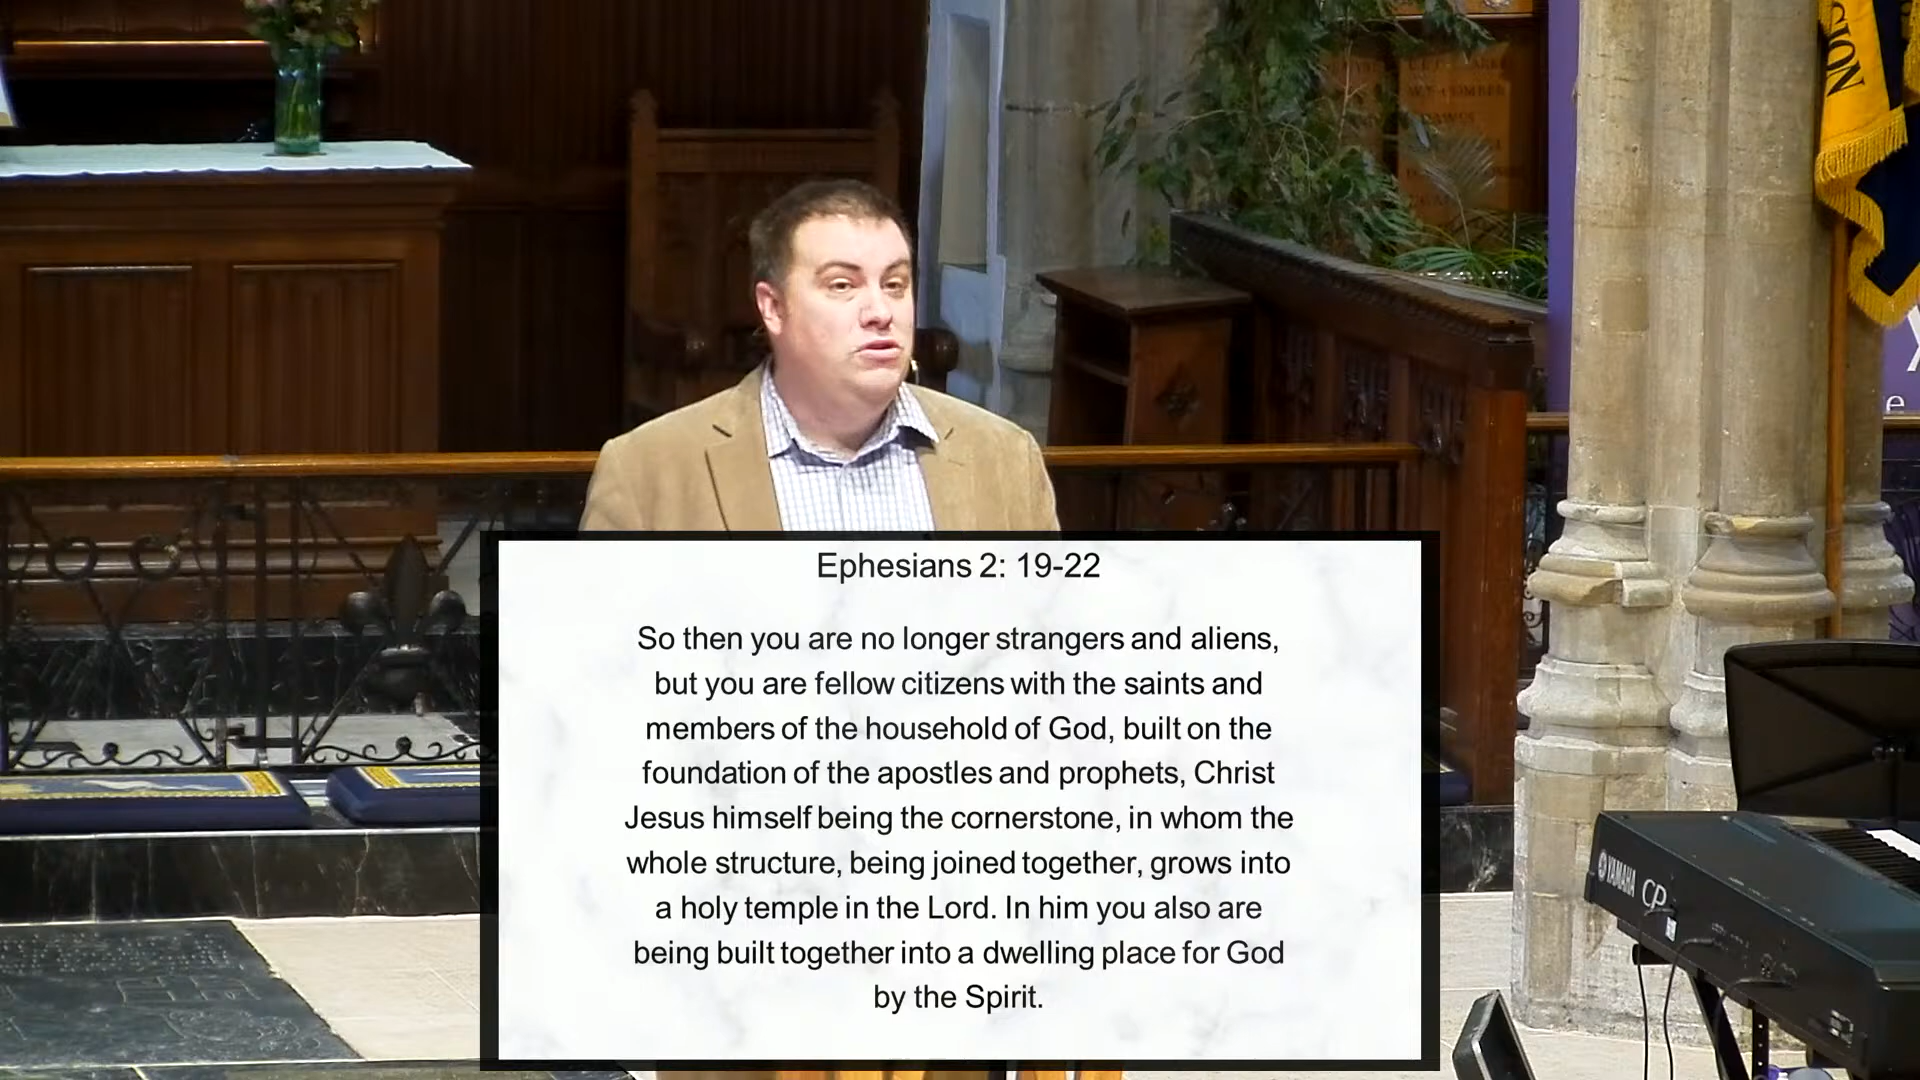 SION
Ephesians 2: 19-22
So then you are no longer strangers and aliens,
but you are fellow citizens with the saints and
members of the household of God, built on the
foundation of the apostles and prophets, Christ
Jesus himself being the cornerstone, in whom the
whole structure, being joined together, grows into
a holy temple in the Lord. In him you also are
being built together into a dwelling place for God
by the Spirit.
e
YAMAHA CP